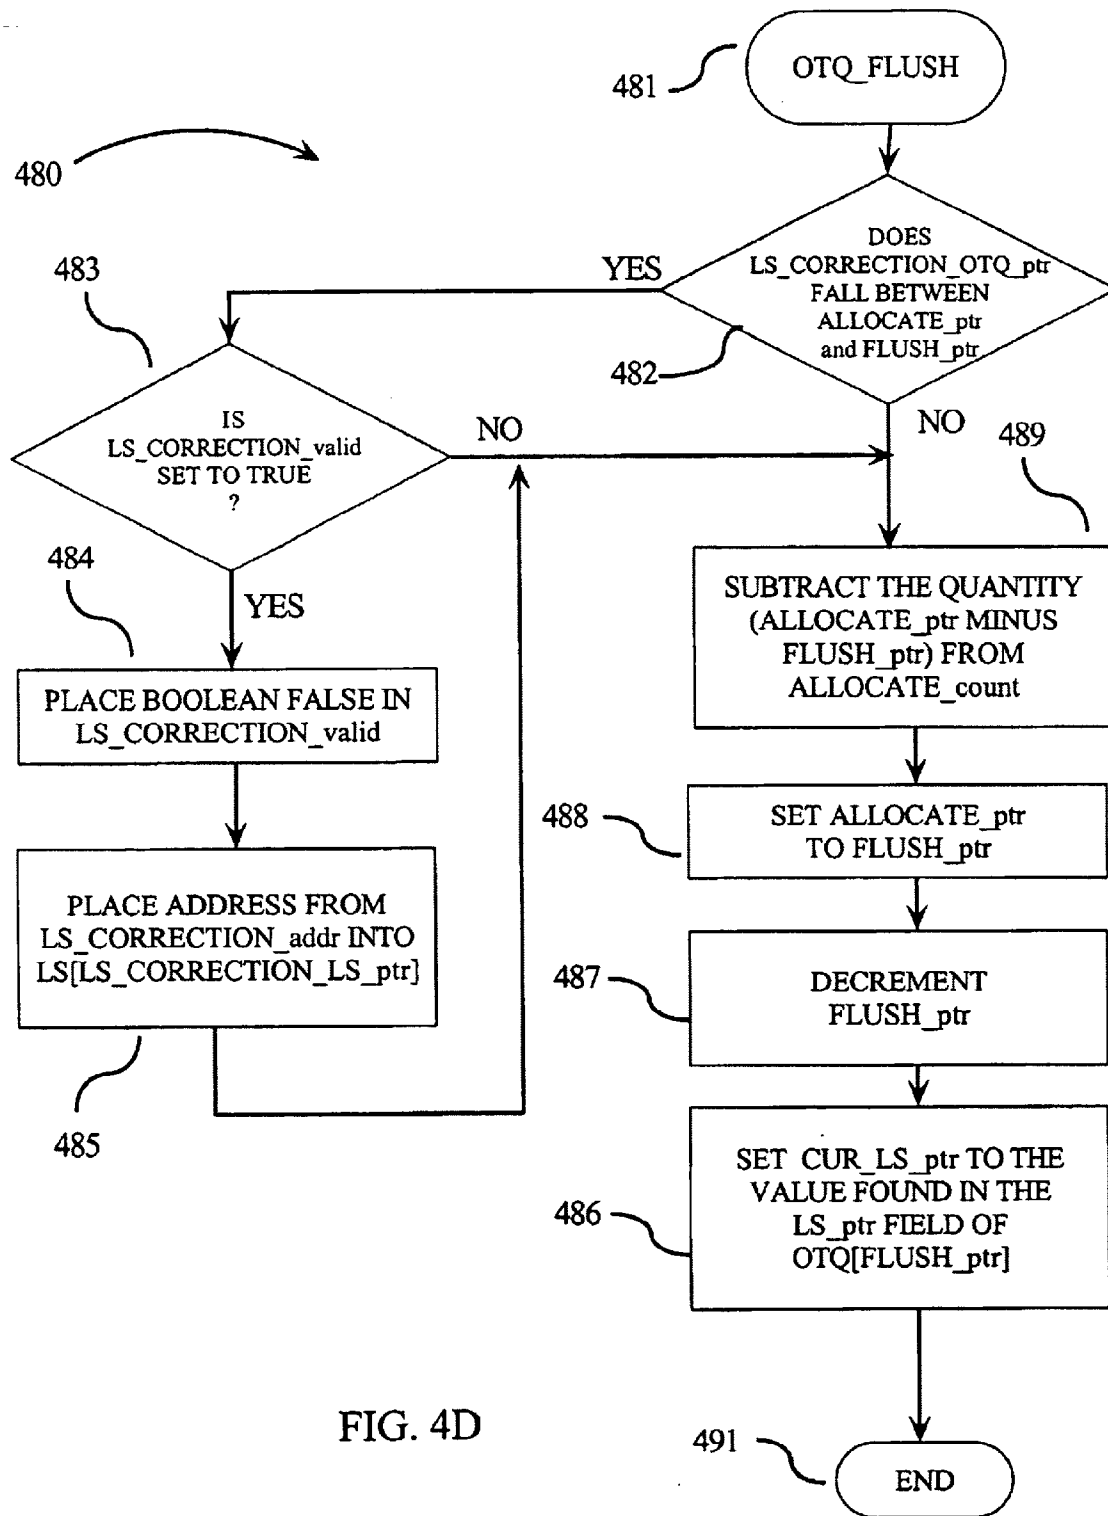 OTQ_FLUSH
481
480
DOES
LS_CORRECTION_OTQ_ptr
FALL BETWEEN
ALLOCATE_ptr
and FLUSH_ptr
482
YES
NO
483
IS
LS_CORRECTION_valid
SET TO TRUE
?
NO
YES
484
PLACE BOOLEAN FALSE IN
LS_CORRECTION_valid
PLACE ADDRESS FROM
LS_CORRECTION_addr INTO
LS[LS_CORRECTION_LS_ptr]
485
489
SUBTRACT THE QUANTITY
(ALLOCATE_ptr MINUS
FLUSH_ptr) FROM
ALLOCATE_count
488
SET ALLOCATE_ptr
TO FLUSH_ptr
487
DECREMENT
FLUSH_ptr
486
SET CUR_LS_ptr TO THE
VALUE FOUND IN THE
LS_ptr FIELD OF
OTQ[FLUSH_ptr]
491
END
FIG. 4D